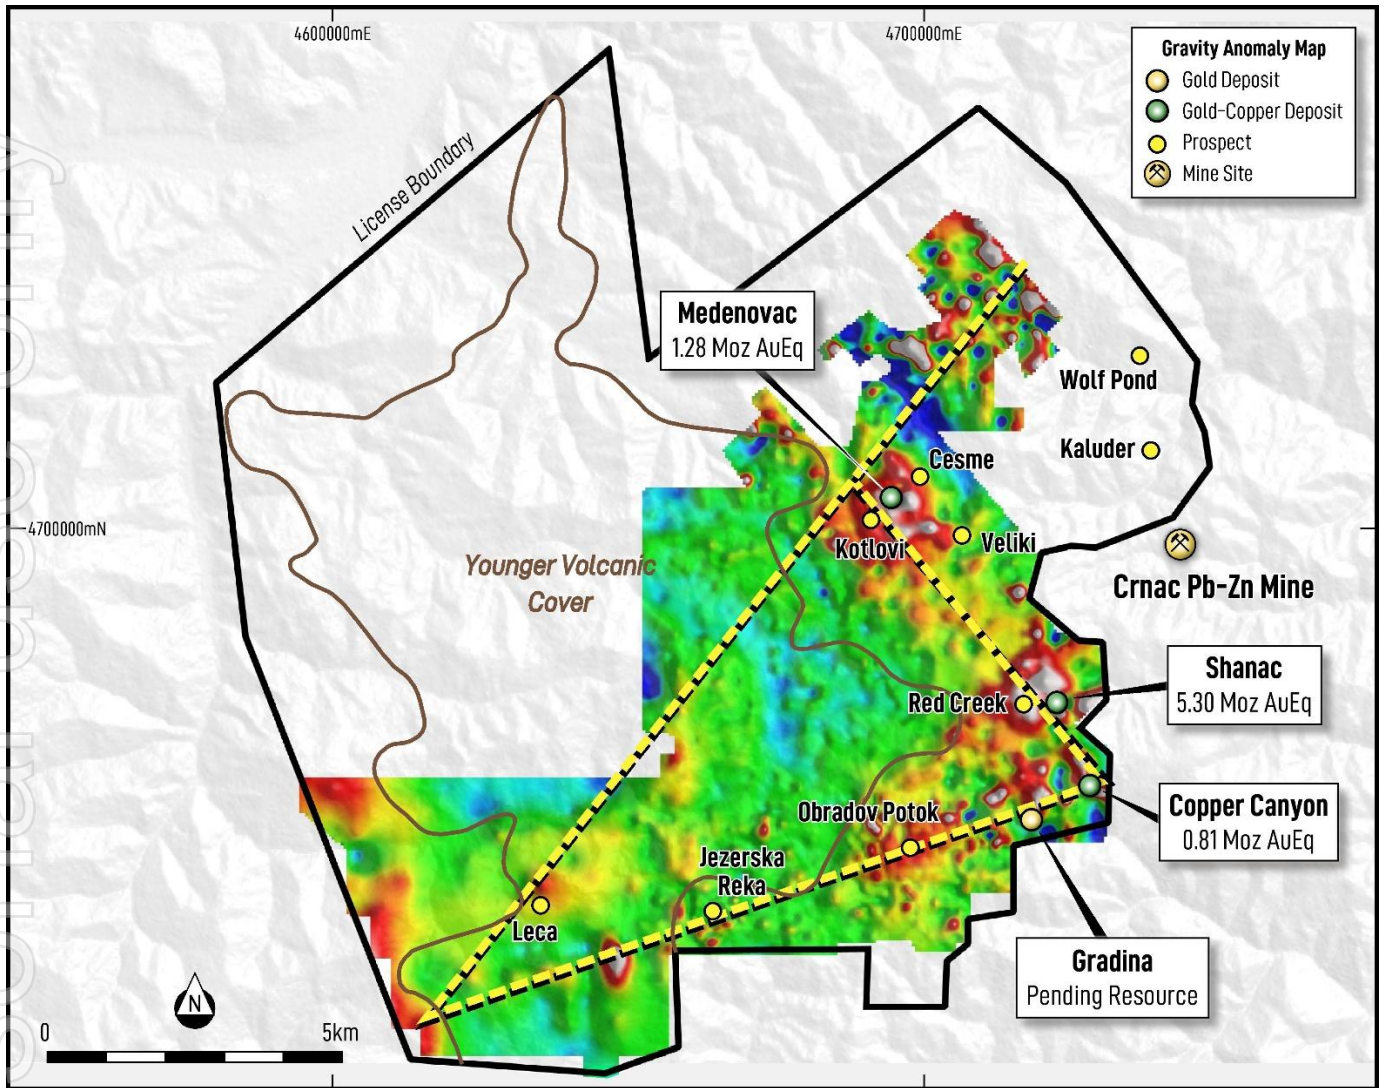 4600000mE
4700000mE
Gravity Anomaly Map
Gold Deposit
Gold-Copper Deposit
Prospect
Mine Site
License Boundary
Medenovac
1.28 Moz AuEq
Wolf Pond
Kaluder
Cesme
4700000mN
Kotlovi
Veliki
Younger Volcanic
Cover
Crnac Pb-Zn Mine
Shanac
5.30 Moz AuEq
Red Creek
Copper Canyon
0.81 Moz AuEq
Obradov Potok
Jezerska
Reka
Leca
Gradina
Pending Resource
N
0
5km